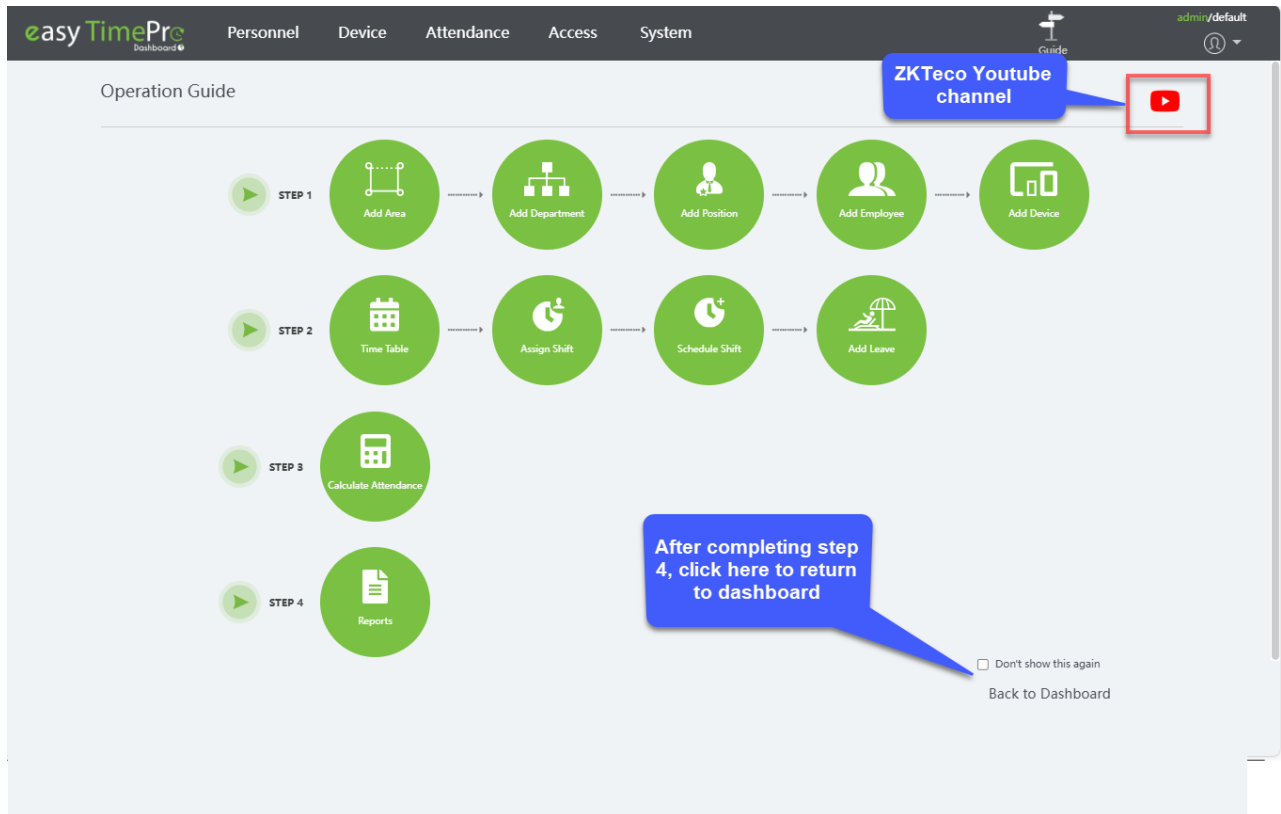 easy TimePro
Dashboard
Personnel
Device
Attendance
Access
System
Guide
admin/default
Operation Guide
ZKTeco Youtube
channel
STEP 1
Add Area
Add Department
Add Position
Add Employee
Add Device
STEP 2
Time Table
Assign Shift
Schedule Shift
Add Leave
STEP 3
Calculate Attendance
After completing step
4, click here to return
to dashboard
STEP 4
Reports
Don't show this again
Back to Dashboard